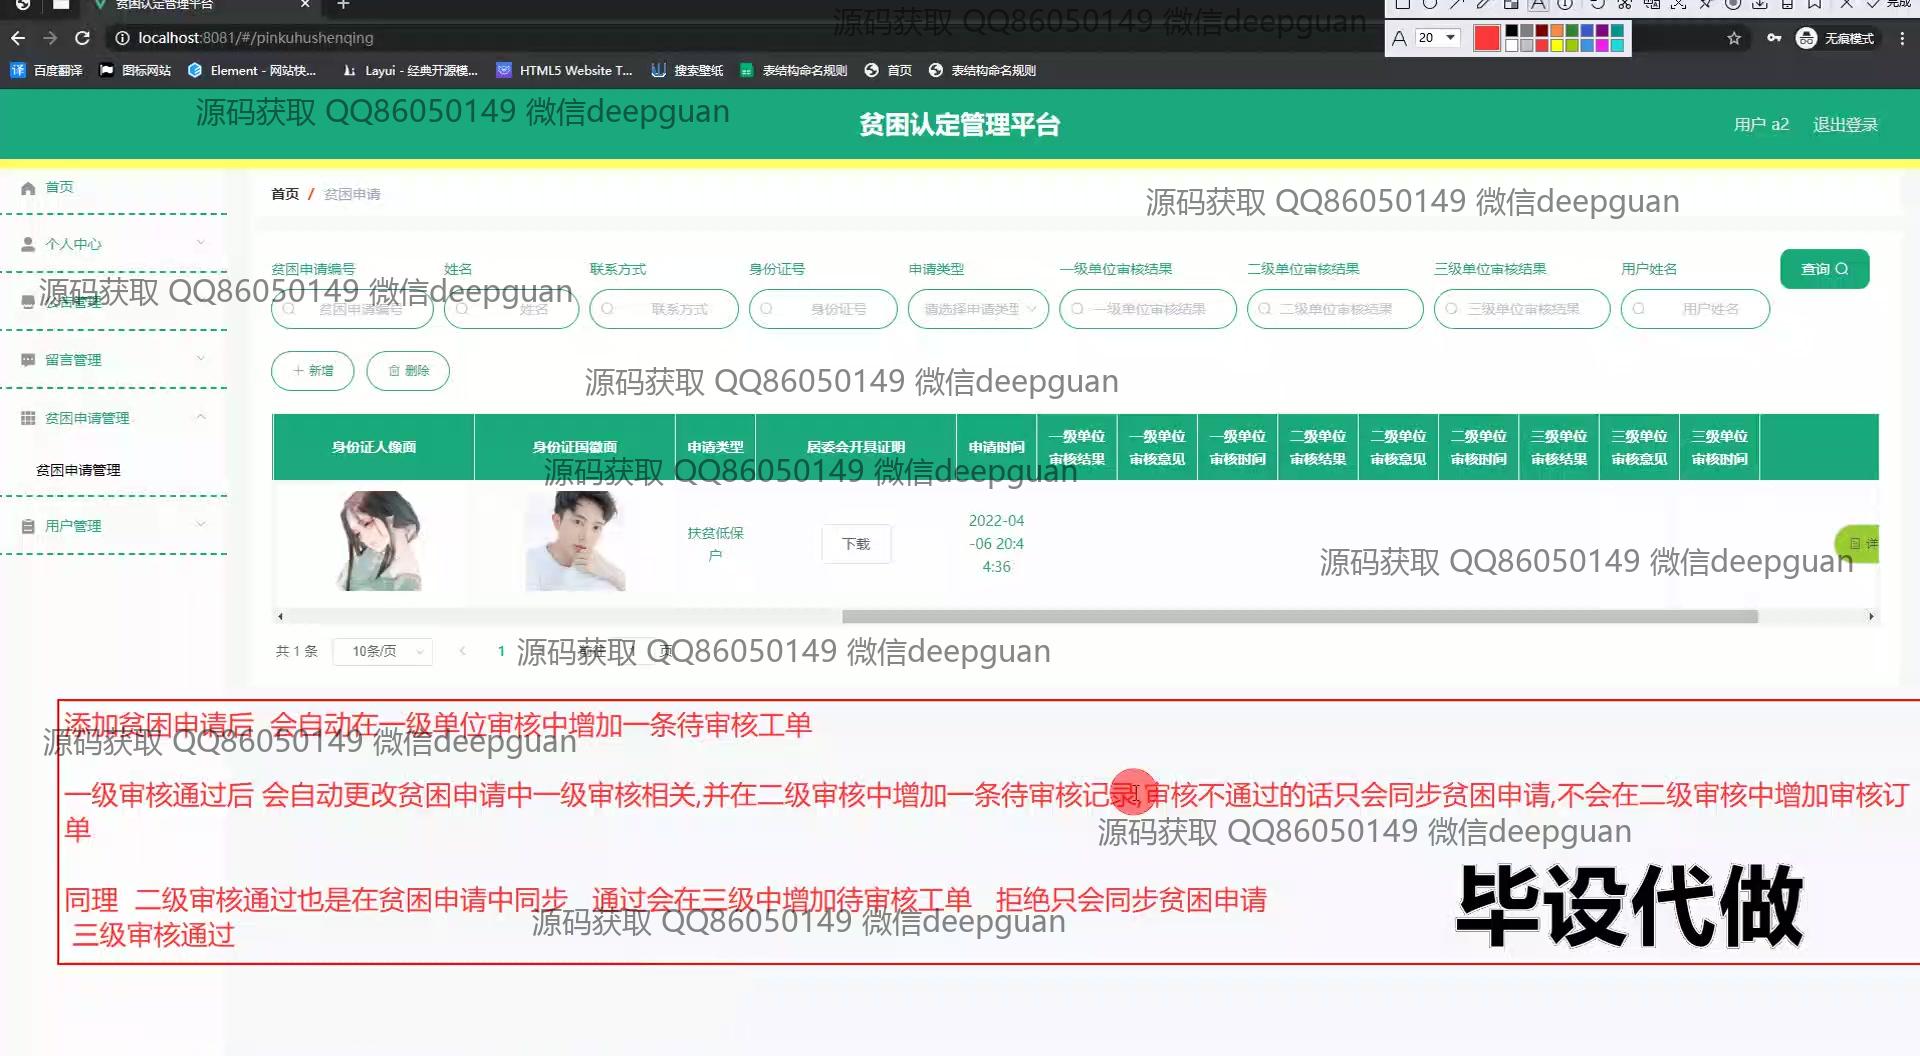 贫困认定管理平台
完成
20
localhost:8081/#/pinkuhushenqing
无痕模式
百度翻译
图标网站
Element - 网站快...
Layui - 经典开源模...
HTML5 Website T...
搜索壁纸
表结构命名规则
首页
表结构命名规则
源码获取 QQ86050149 微信deepguan
源码获取 QQ86050149 微信deepguan
贫困认定管理平台
用户 a2
退出登录
首页
个人中心
留言管理
贫困申请管理
贫困申请管理
用户管理
首页 / 贫困申请
源码获取 QQ86050149 微信deepguan
源码获取 QQ86050149 微信deepguan
贫困申请编号 姓名 联系方式 身份证号 申请类型 一级单位审核结果 二级单位审核结果 三级单位审核结果 用户姓名
查询
贫困申请编号 姓名 联系方式 身份证号 请选择申请类型 一级单位审核结果 二级单位审核结果 三级单位审核结果 用户姓名
新增 删除
源码获取 QQ86050149 微信deepguan
身份证人像面 身份证国徽面 申请类型 居委会开具证明 申请时间 一级单位审核结果 一级单位审核意见 一级单位审核时间 二级单位审核结果 二级单位审核意见 二级单位审核时间 三级单位审核结果 三级单位审核意见 三级单位审核时间
源码获取 QQ86050149 微信deepguan
扶贫低保
户
下载
2022-04
-06 20:4
4:36
详
源码获取 QQ86050149 微信deepguan
共 1 条 10条/页 1 前往 1 页
源码获取 QQ86050149 微信deepguan
添加贫困申请后 会自动在一级单位审核中增加一条待审核工单
源码获取 QQ86050149 微信deepguan
一级审核通过后 会自动更改贫困申请中一级审核相关,并在二级审核中增加一条待审核记录,审核不通过的话只会同步贫困申请,不会在二级审核中增加审核订
单
源码获取 QQ86050149 微信deepguan
同理 二级审核通过也是在贫困申请中同步 通过会在三级中增加待审核工单 拒绝只会同步贫困申请
源码获取 QQ86050149 微信deepguan
三级审核通过
毕设代做